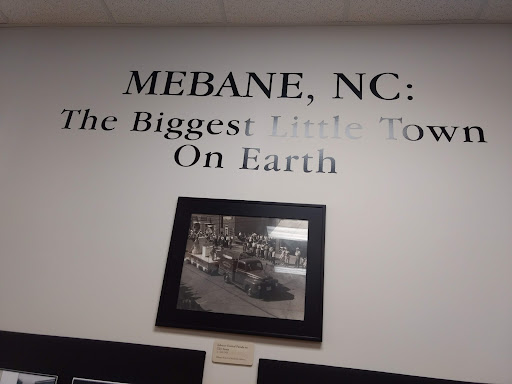 MEBANE, NC:
The Biggest Little Town
On Earth